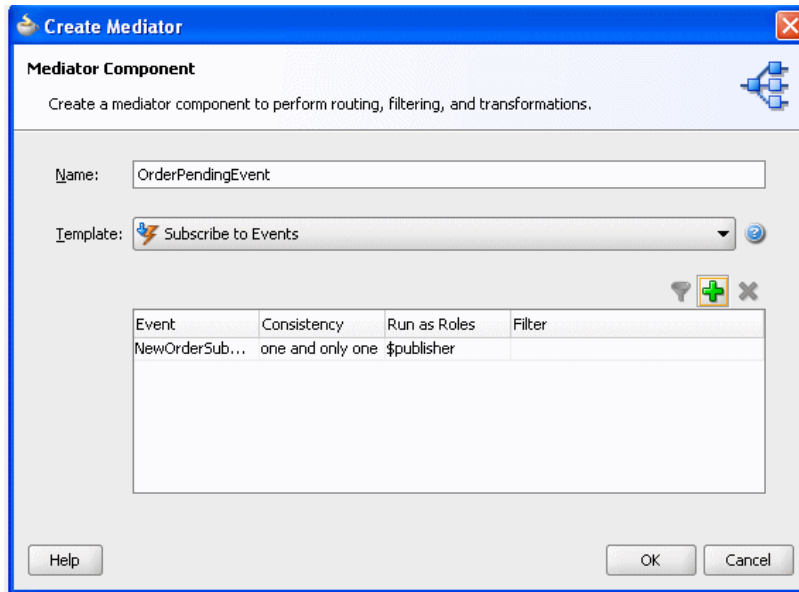 Create Mediator
Mediator Component
Create a mediator component to perform routing, filtering, and transformations.
Name: OrderPendingEvent
Template: Subscribe to Events
Event Consistency Run as Roles Filter
NewOrderSub... one and only one $publisher
Help OK Cancel